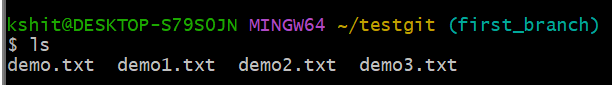 kshit@DESKTOP-S79SOJN MINGW64 ~/testgit (first_branch)
$ ls
demo.txt  demo1.txt  demo2.txt  demo3.txt